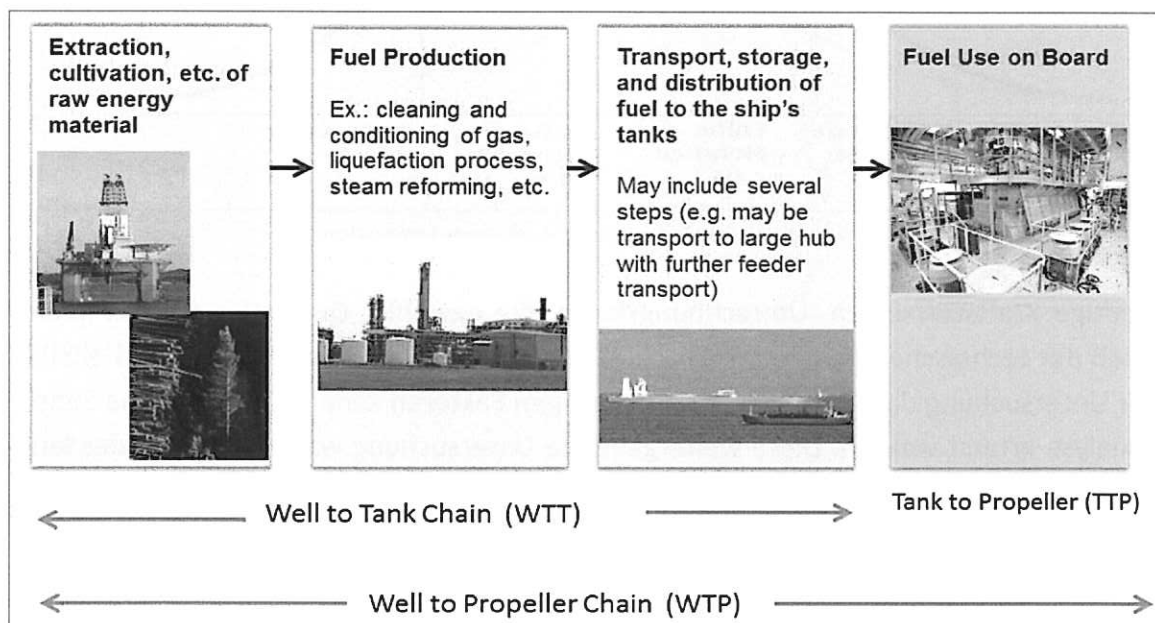 Extraction,
cultivation, etc. of
raw energy
material
Fuel Production
Ex.: cleaning and
conditioning of gas,
liquefaction process,
steam reforming, etc.
Transport, storage,
and distribution of
fuel to the ship's
tanks
May include several
steps (e.g. may be
transport to large hub
with further feeder
transport)
Fuel Use on Board
Well to Tank Chain (WTT)
Tank to Propeller (TTP)
Well to Propeller Chain (WTP)